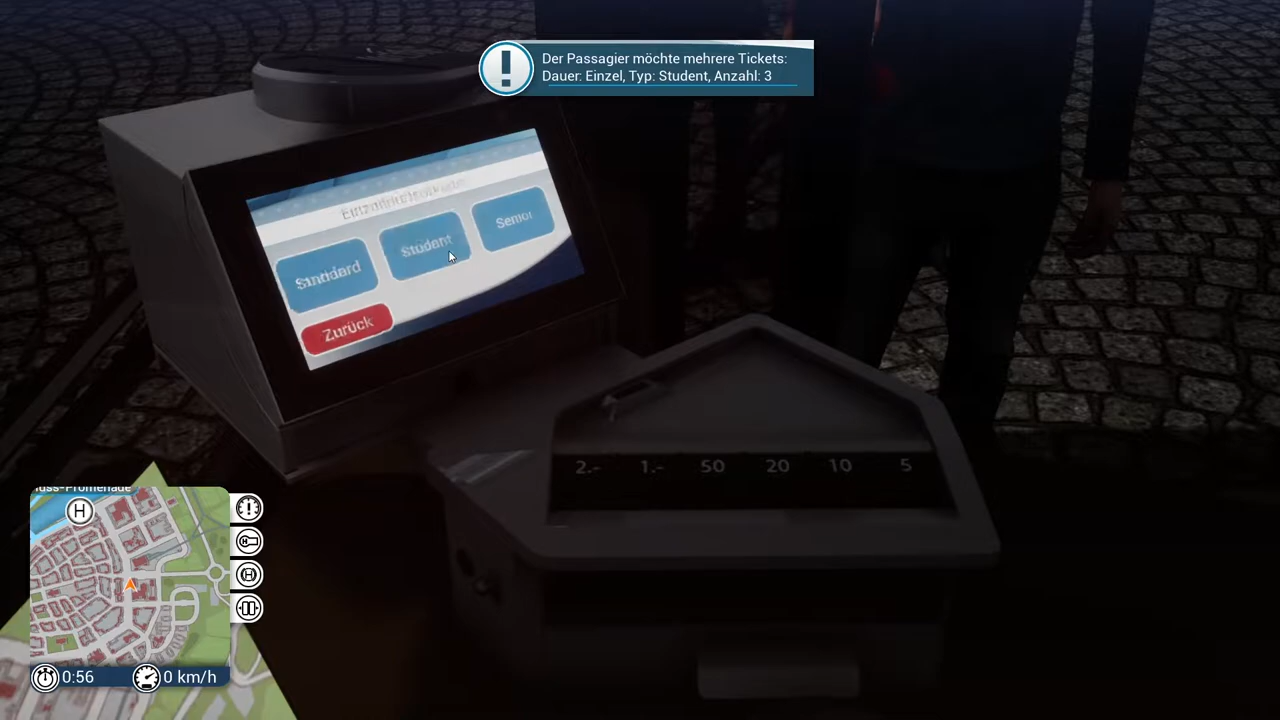 Der Passagier möchte mehrere Tickets:
Dauer: Einzel, Typ: Student, Anzahl: 3
Standard
Student
Senior
Zurück
2.- 1.- 50 20 10 5
H
0:56
0 km/h